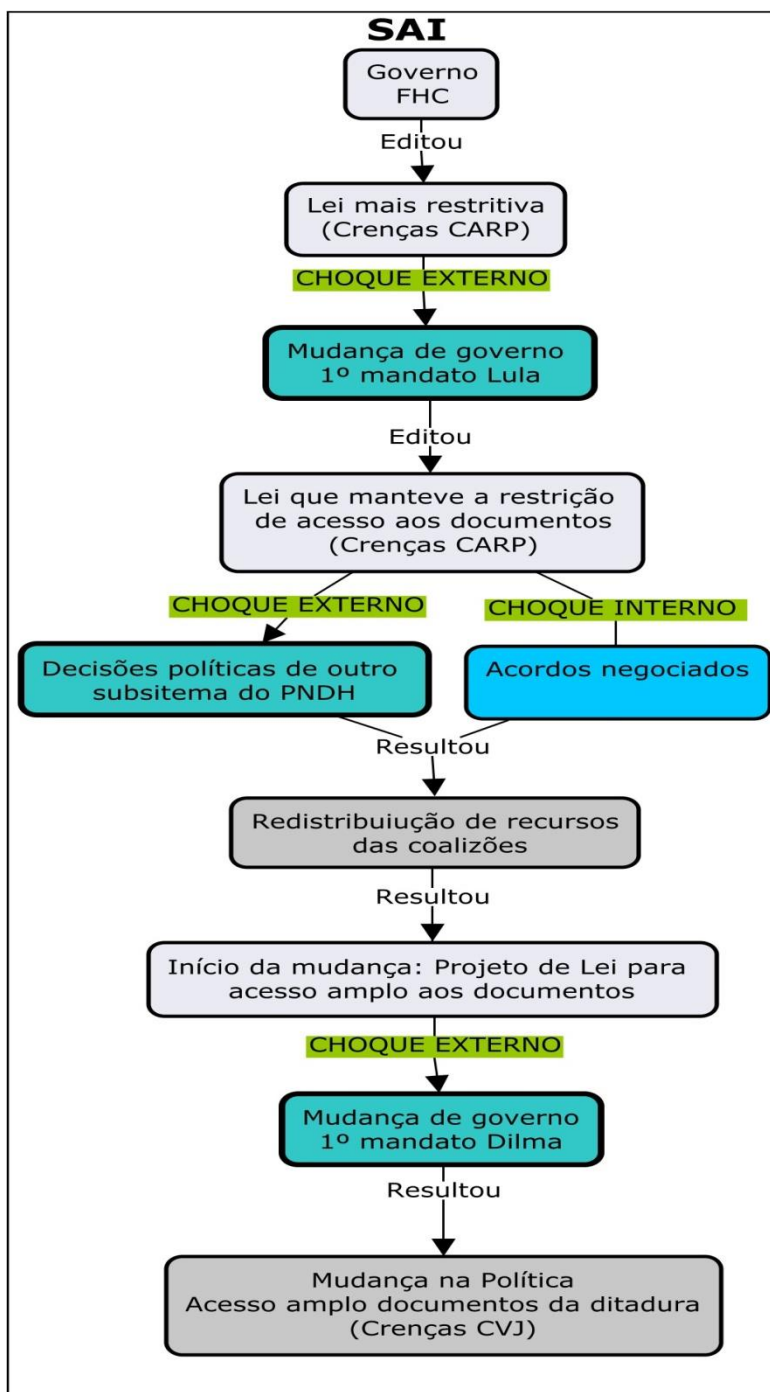 SAI
Governo
FHC
Editou
Lei mais restritiva
(Crenças CARP)
CHOQUE EXTERNO
Mudança de governo
1º mandato Lula
Editou
Lei que manteve a restrição
de acesso aos documentos
(Crenças CARP)
CHOQUE EXTERNO
CHOQUE INTERNO
Decisões políticas de outro
subsitema do PNDH
Acordos negociados
Resultou
Redistribuiução de recursos
das coalizões
Resultou
Início da mudança: Projeto de Lei para
acesso amplo aos documentos
CHOQUE EXTERNO
Mudança de governo
1º mandato Dilma
Resultou
Mudança na Política
Acesso amplo documentos da ditadura
(Crenças CVJ)